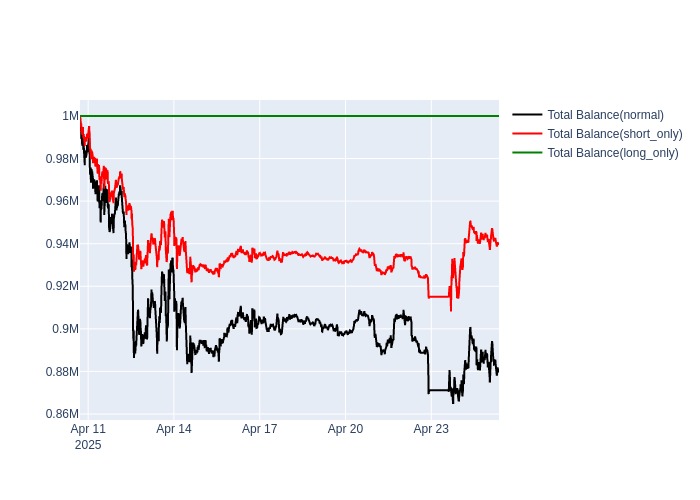 1M
0.98M
0.96M
0.94M
0.92M
0.9M
0.88M
0.86M
Apr 11
2025
Apr 14
Apr 17
Apr 20
Apr 23
Total Balance(normal)
Total Balance(short_only)
Total Balance(long_only)